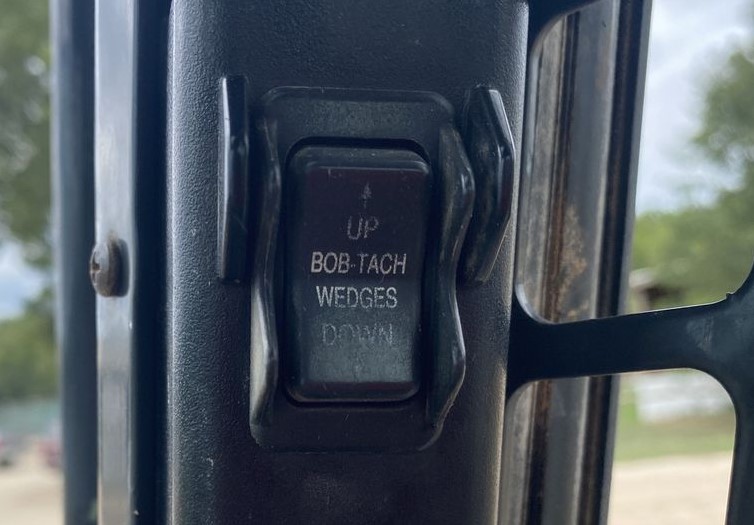 ↑
UP
BOB-TACH
WEDGES
DOWN